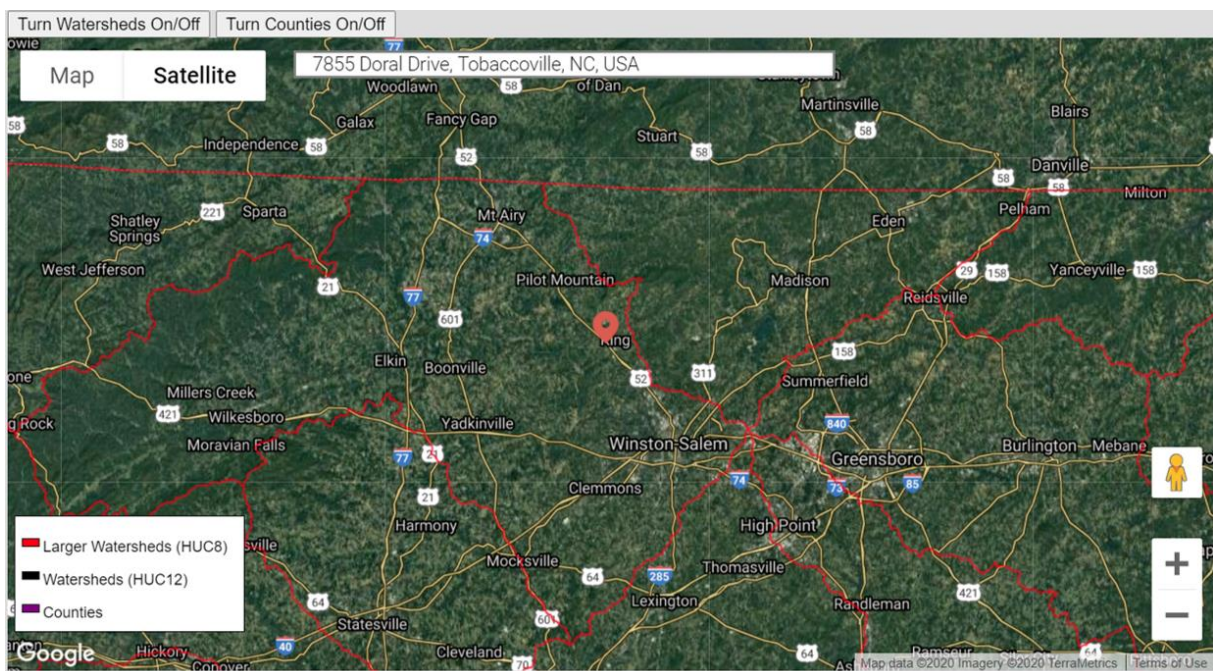 Turn Watersheds On/Off Turn Counties On/Off
77
7855 Doral Drive, Tobaccoville, NC, USA
Map Satellite
Woodlawn 58 of Dan
Martinsville Blairs
Galax Fancy Gap
58 58 Independence 58 52 Stuart 58 58
Danville
58 58 Milton
Pelham
Shatley Springs 221 Sparta Mt Airy Eden
74
West Jefferson 29 158 Yanceyville 158
21 77 Pilot Mountain Madison Reidsville
601 King
Elkin Boonville 158
52 311 Summerfield
Millers Creek
421 Wilkesboro Yadkinville 840
g Rock
Moravian Falls Winston-Salem Burlington Mebane
77 21 Greensboro
74 73 85
21 Clemmons
Harmony High Point
Larger Watersheds (HUC8) sville
Mocksville Thomasville
Watersheds (HUC12) 64 285
64 Lexington Randleman 421
Counties 601
Statesville
Google Hickory 40 Cleveland 70 64
Map data ©2020 Imagery ©2020 TerraMetrics Terms of Use